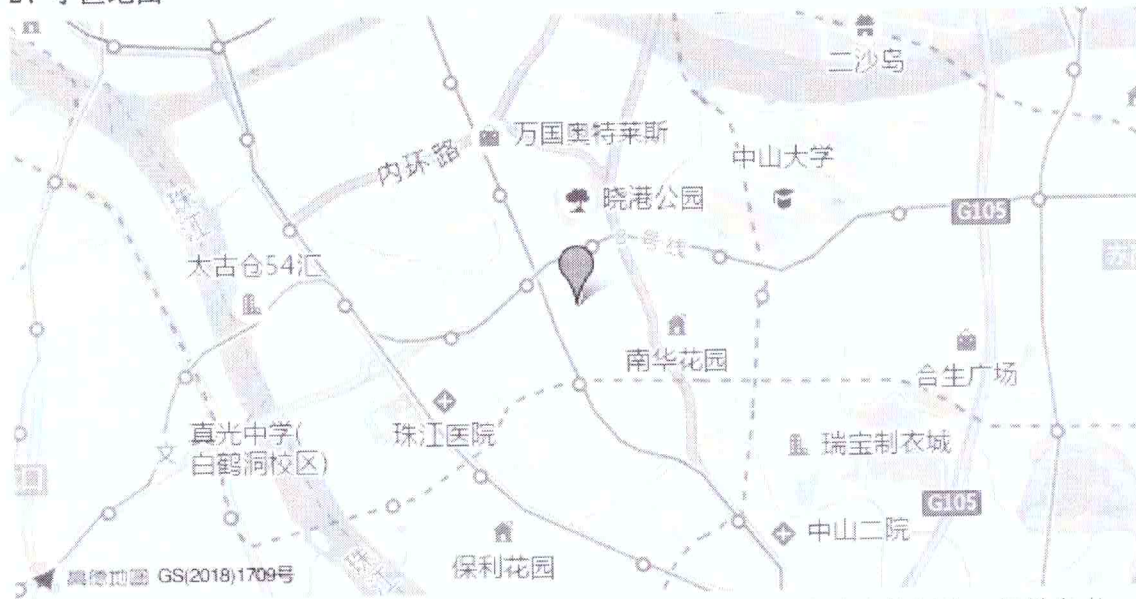 二沙岛
万国奥特莱斯
内环路
中山大学
晓港公园
珠江
G105
8号线
太古仓54汇
南华花园
合生广场
真光中学(
白鹤洞校区)
珠江医院
瑞宝制衣城
G105
中山二院
保利花园
高德地图 GS(2018)1709号